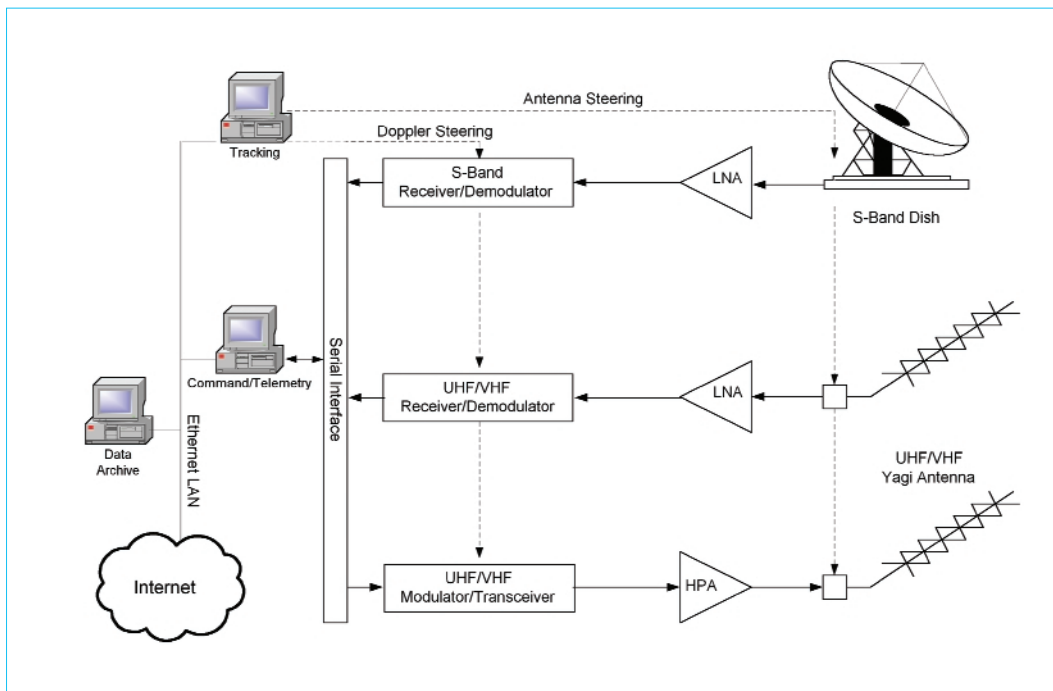 Antenna Steering
Doppler Steering
Tracking
S-Band
Receiver/Demodulator
LNA
S-Band Dish
Serial Interface
Command/Telemetry
UHF/VHF
Receiver/Demodulator
LNA
Data
Archive
Ethernet LAN
UHF/VHF
Yagi Antenna
Internet
UHF/VHF
Modulator/Transceiver
HPA